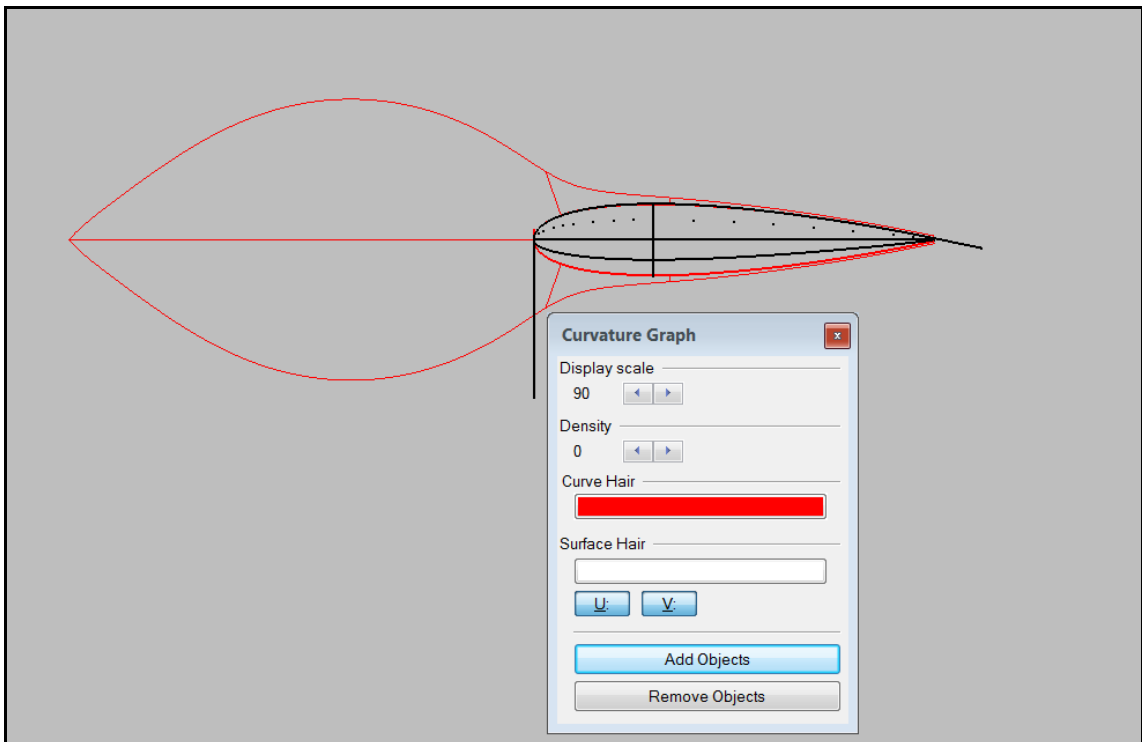 Curvature Graph
x
Display scale
90
Density
0
Curve Hair
Surface Hair
U:
V:
Add Objects
Remove Objects